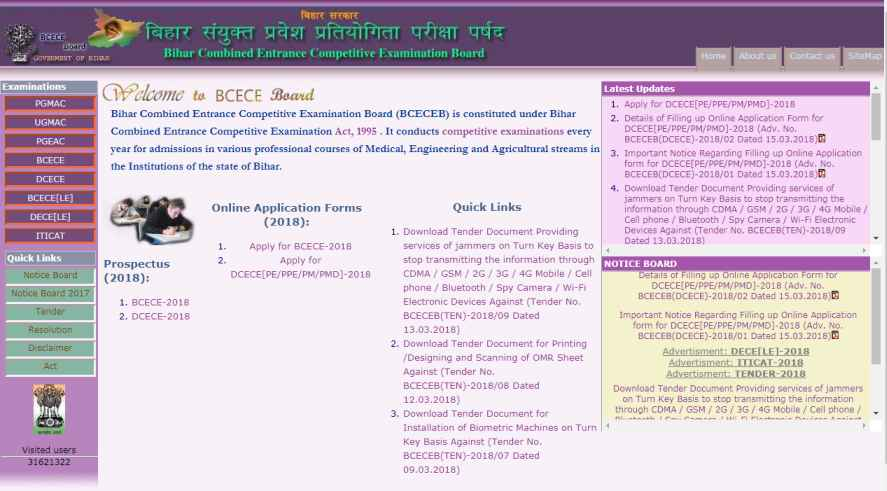 बिहार सरकार
बिहार संयुक्त प्रवेश प्रतियोगिता परीक्षा पर्षद
Bihar Combined Entrance Competitive Examination Board
BCECE
Board
GOVERNMENT OF BIHAR
Home
About us
Contact us
SiteMap
Examinations
PGMAC
UGMAC
PGEAC
BCECE
DCECE
BCECE[LE]
DECE[LE]
ITICAT
Quick Links
Notice Board
Notice Board 2017
Tender
Resolution
Disclaimer
Act
Visited users
31621322
Welcome to BCECE Board
Bihar Combined Entrance Competitive Examination Board (BCECEB) is constituted under Bihar
Combined Entrance Competitive Examination Act, 1995 . It conducts competitive examinations every
year for admissions in various professional courses of Medical, Engineering and Agricultural streams in
the Institutions of the state of Bihar.
Prospectus
(2018):
1. BCECE-2018
2. DCECE-2018
Online Application Forms
(2018):
1. Apply for BCECE-2018
2. Apply for
DCECE[PE/PPE/PM/PMD]-2018
Quick Links
1. Download Tender Document Providing
services of jammers on Turn Key Basis to
stop transmitting the information through
CDMA / GSM / 2G / 3G / 4G Mobile / Cell
phone / Bluetooth / Spy Camera / Wi-Fi
Electronic Devices Against (Tender No.
BCECEB(TEN)-2018/09 Dated
13.03.2018)
2. Download Tender Document for Printing
/Designing and Scanning of OMR Sheet
Against (Tender No.
BCECEB(TEN)-2018/08 Dated
12.03.2018)
3. Download Tender Document for
Installation of Biometric Machines on Turn
Key Basis Against (Tender No.
BCECEB(TEN)-2018/07 Dated
09.03.2018)
Latest Updates
1. Apply for DCECE[PE/PPE/PM/PMD]-2018
2. Details of Filling up Online Application Form for
DCECE[PE/PPE/PM/PMD]-2018 (Adv. No.
BCECEB(DCECE)-2018/02 Dated 15.03.2018)
3. Important Notice Regarding Filling up Online Application
form for DCECE[PE/PPE/PM/PMD]-2018 (Adv. No.
BCECEB(DCECE)-2018/01 Dated 15.03.2018)
4. Download Tender Document Providing services of
jammers on Turn Key Basis to stop transmitting the
information through CDMA / GSM / 2G / 3G / 4G Mobile /
Cell phone / Bluetooth / Spy Camera / Wi-Fi Electronic
Devices Against (Tender No. BCECEB(TEN)-2018/09
Dated 13.03.2018)
NOTICE BOARD
Details of Filling up Online Application Form for
DCECE[PE/PPE/PM/PMD]-2018 (Adv. No.
BCECEB(DCECE)-2018/02 Dated 15.03.2018)
Important Notice Regarding Filling up Online Application
form for DCECE[PE/PPE/PM/PMD]-2018 (Adv. No.
BCECEB(DCECE)-2018/01 Dated 15.03.2018)
Advertisment: DECE[LE]-2018
Advertisment: ITICAT-2018
Advertisment: TENDER-2018
Download Tender Document Providing services of jammers
on Turn Key Basis to stop transmitting the information
through CDMA / GSM / 2G / 3G / 4G Mobile / Cell phone /
Bluetooth / Spy Camera / Wi-Fi Electronic Devices Against